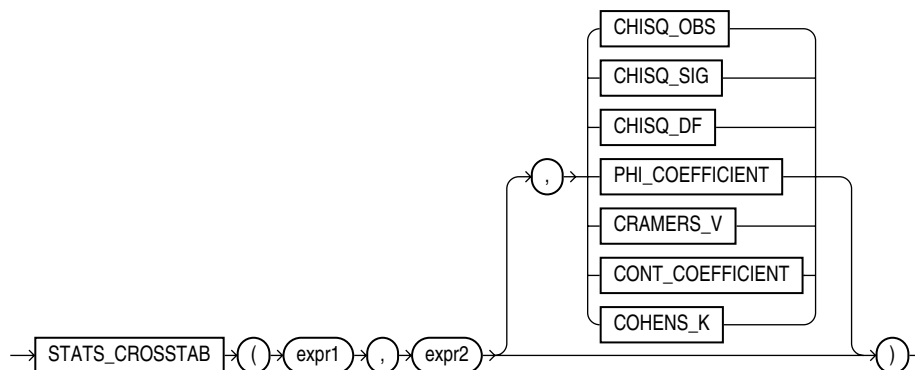 CHISQ_OBS
CHISQ_SIG
CHISQ_DF
, PHI_COEFFICIENT
CRAMERS_V
CONT_COEFFICIENT
COHENS_K
STATS_CROSSTAB ( expr1 , expr2 )